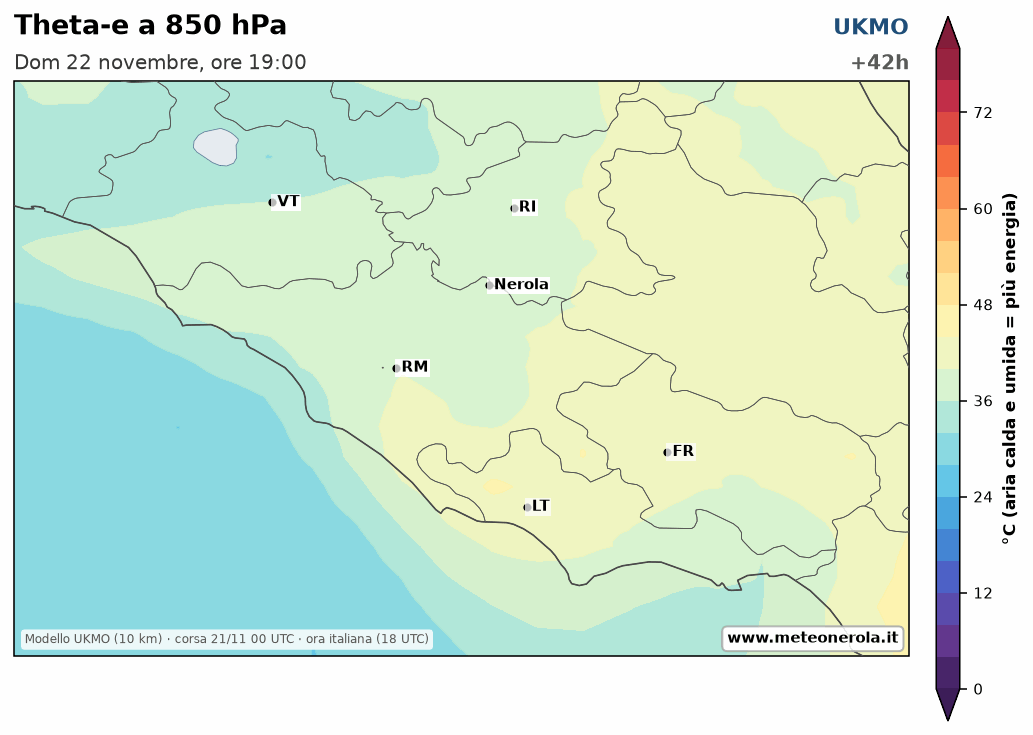 Theta-e a 850 hPa
UKMO
Dom 22 novembre, ore 19:00
+42h
VT
RI
Nerola
RM
FR
LT
72
60
48
36
24
12
0
°C (aria calda e umida = più energia)
Modello UKMO (10 km) · corsa 21/11 00 UTC · ora italiana (18 UTC)
www.meteonerola.it